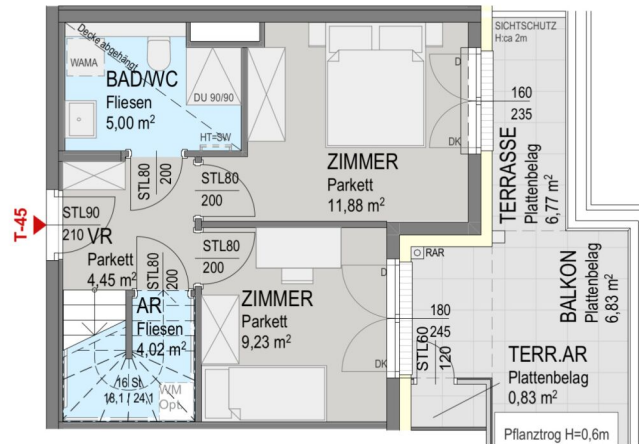 Decke abgehängt
WAMA
BAD/WC
Fliesen
5,00 m²
DU 90/90
HT=SW
STL80
200
STL80
200
ZIMMER
Parkett
11,88 m²
D
DK
160
235
SICHTSCHUTZ
H:ca 2m
TERRASSE
Plattenbelag
6,77 m²
T-45
STL90
210
VR
Parkett
4,45 m²
STL80
200
STL80
200
AR
Fliesen
4,02 m²
16 St
18,1 / 24,1
WM
Opt.
ZIMMER
Parkett
9,23 m²
D
DK
RAR
180
245
STL60
120
BALKON
Plattenbelag
6,83 m²
TERR.AR
Plattenbelag
0,83 m²
Pflanztrog H=0,6m